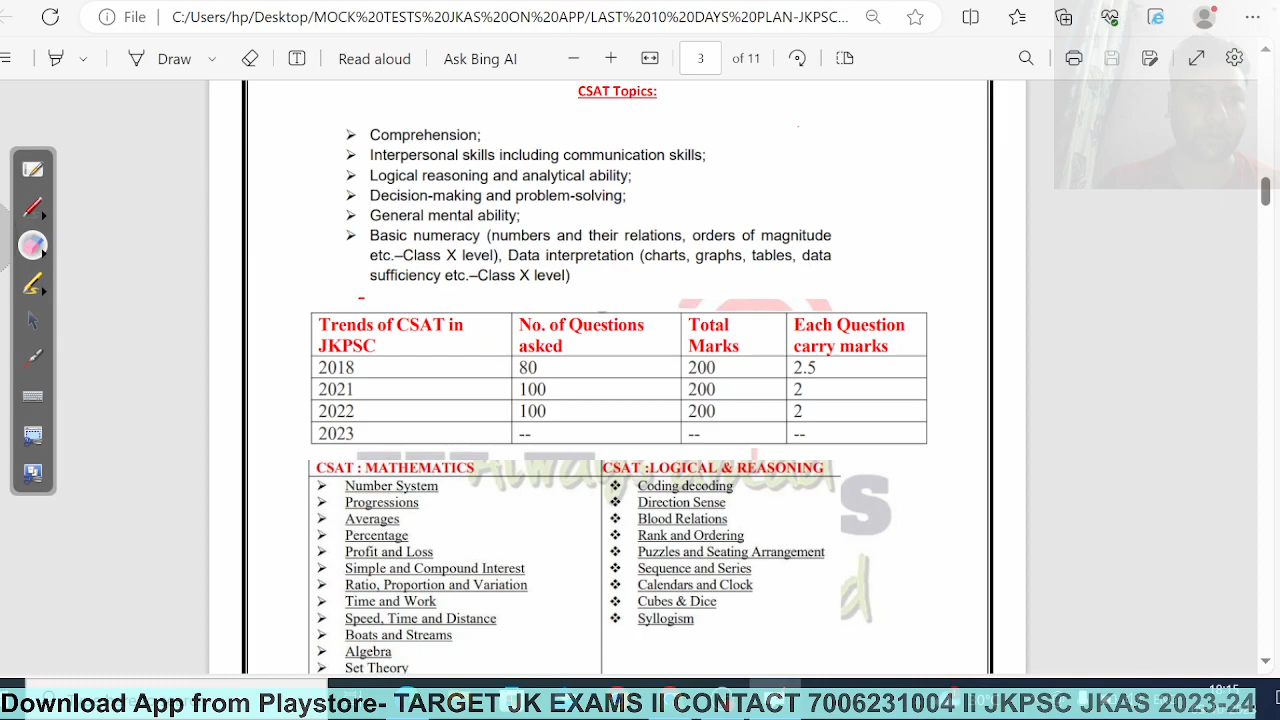 File C:/Users/hp/Desktop/MOCK%20TESTS%20JKAS%20ON%20APP/LAST%2010%20DAYS%20PLAN-JKPSC...
Draw Read aloud Ask Bing AI 3 of 11
CSAT Topics:
➢ Comprehension;
➢ Interpersonal skills including communication skills;
➢ Logical reasoning and analytical ability;
➢ Decision-making and problem-solving;
➢ General mental ability;
➢ Basic numeracy (numbers and their relations, orders of magnitude
etc.–Class X level), Data interpretation (charts, graphs, tables, data
sufficiency etc.–Class X level)
Trends of CSAT in JKPSC No. of Questions asked Total Marks Each Question carry marks
2018 80 200 2.5
2021 100 200 2
2022 100 200 2
2023 -- -- --
CSAT : MATHEMATICS
➢ Number System
➢ Progressions
➢ Averages
➢ Percentage
➢ Profit and Loss
➢ Simple and Compound Interest
➢ Ratio, Proportion and Variation
➢ Time and Work
➢ Speed, Time and Distance
➢ Boats and Streams
➢ Algebra
➢ Set Theory
CSAT :LOGICAL & REASONING
❖ Coding decoding
❖ Direction Sense
❖ Blood Relations
❖ Rank and Ordering
❖ Puzzles and Seating Arrangement
❖ Sequence and Series
❖ Calendars and Clock
❖ Cubes & Dice
❖ Syllogism
Download App from Playstore- TARGET JK EXAMS II CONTACT 7006231004 II JKPSC JKAS 2023-24